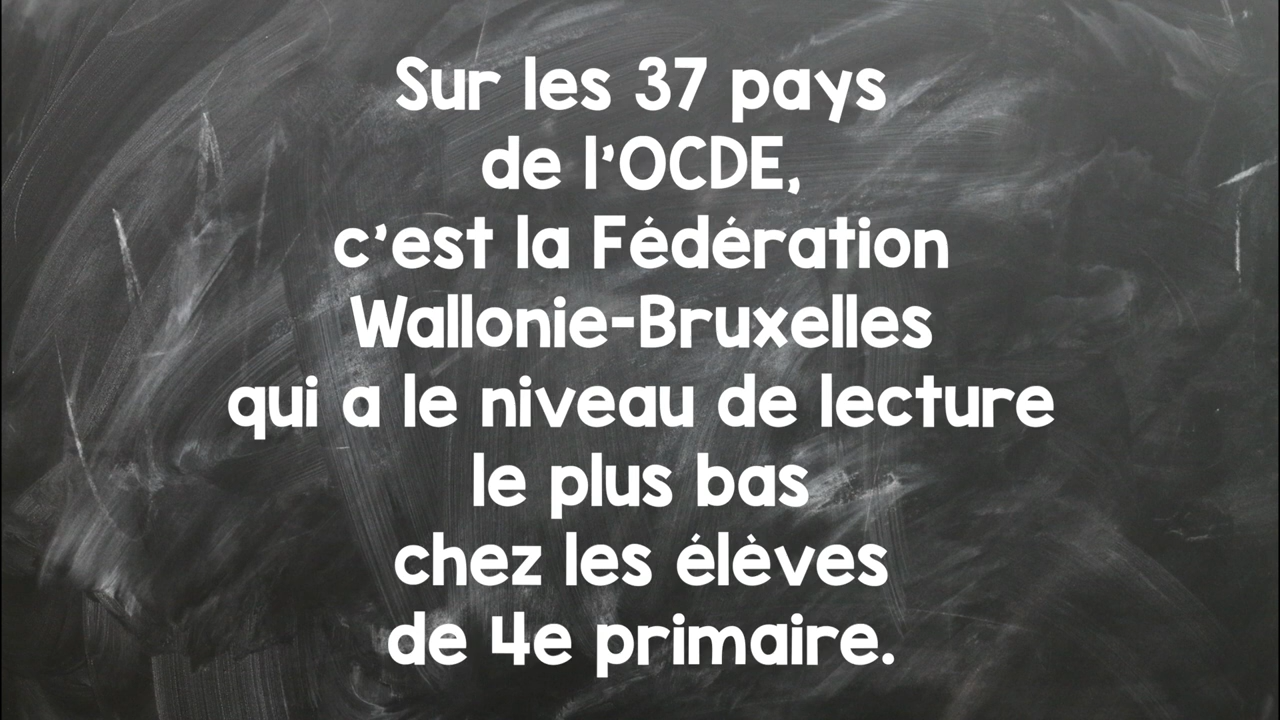 Sur les 37 pays
de l'OCDE,
c'est la Fédération
Wallonie-Bruxelles
qui a le niveau de lecture
le plus bas
chez les élèves
de 4e primaire.